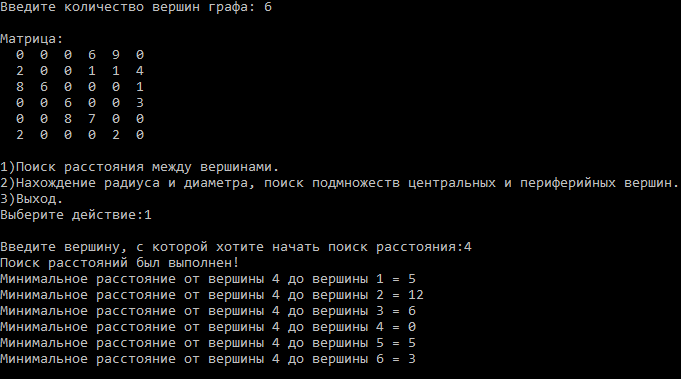 Введите количество вершин графа: 6
Матрица:
0 0 0 6 9 0
2 0 0 1 1 4
8 6 0 0 0 1
0 0 6 0 0 3
0 0 8 7 0 0
2 0 0 0 2 0
1)Поиск расстояния между вершинами.
2)Нахождение радиуса и диаметра, поиск подмножеств центральных и периферийных вершин.
3)Выход.
Выберите действие:1
Введите вершину, с которой хотите начать поиск расстояния:4
Поиск расстояний был выполнен!
Минимальное расстояние от вершины 4 до вершины 1 = 5
Минимальное расстояние от вершины 4 до вершины 2 = 12
Минимальное расстояние от вершины 4 до вершины 3 = 6
Минимальное расстояние от вершины 4 до вершины 4 = 0
Минимальное расстояние от вершины 4 до вершины 5 = 5
Минимальное расстояние от вершины 4 до вершины 6 = 3